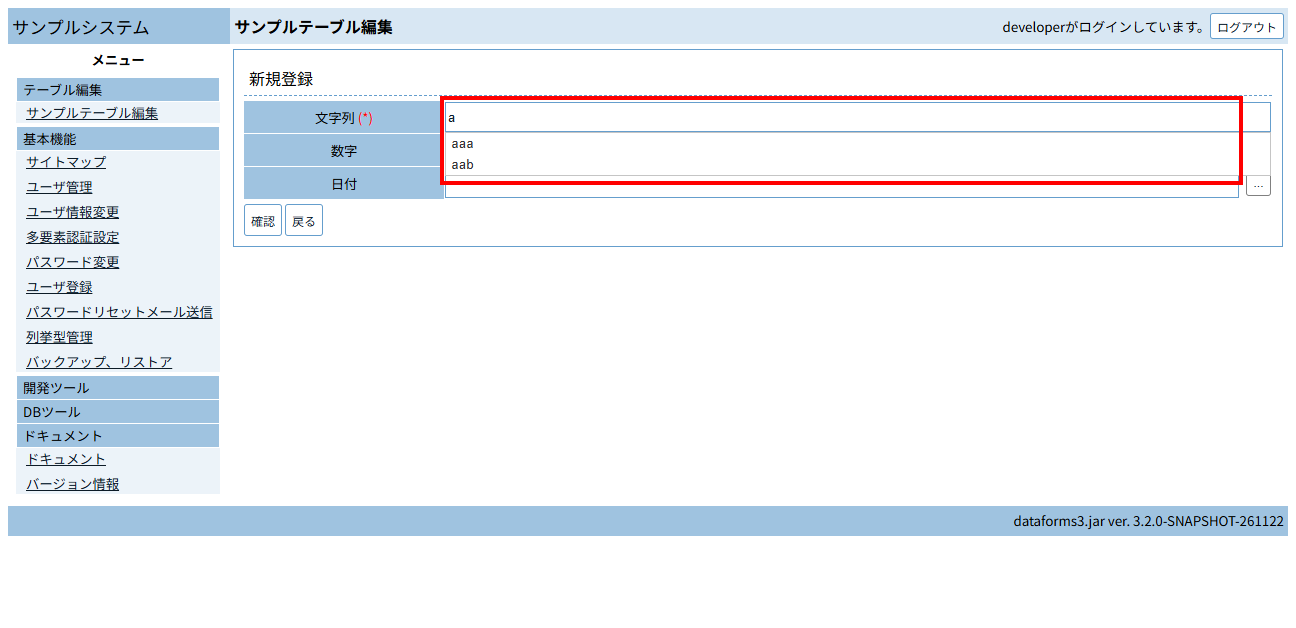 サンプルシステム
サンプルテーブル編集
developerがログインしています。
ログアウト
メニュー
テーブル編集
サンプルテーブル編集
基本機能
サイトマップ
ユーザ管理
ユーザ情報変更
多要素認証設定
パスワード変更
ユーザ登録
パスワードリセットメール送信
列挙型管理
バックアップ、リストア
開発ツール
DBツール
ドキュメント
ドキュメント
バージョン情報
新規登録
文字列 (*)
a
aaa
aab
数字
日付
...
確認
戻る
dataforms3.jar ver. 3.2.0-SNAPSHOT-261122